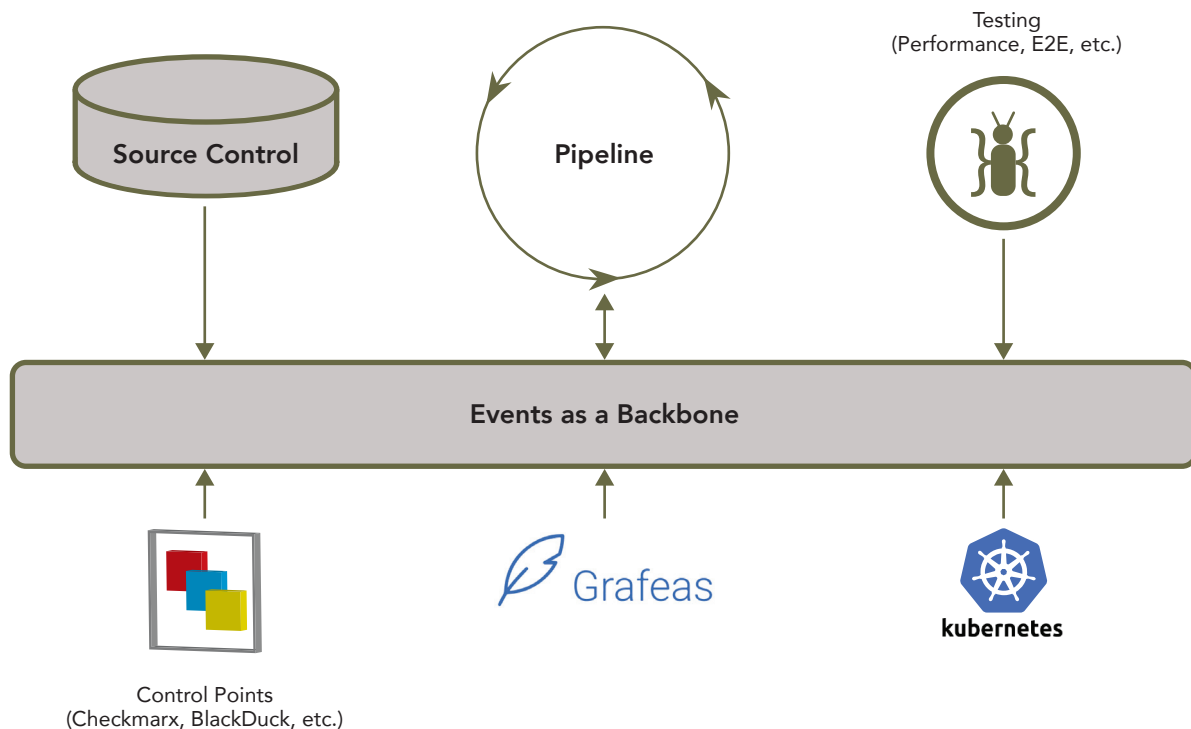 Testing
(Performance, E2E, etc.)
Source Control
Pipeline
Events as a Backbone
Grafeas
kubernetes
Control Points
(Checkmarx, BlackDuck, etc.)